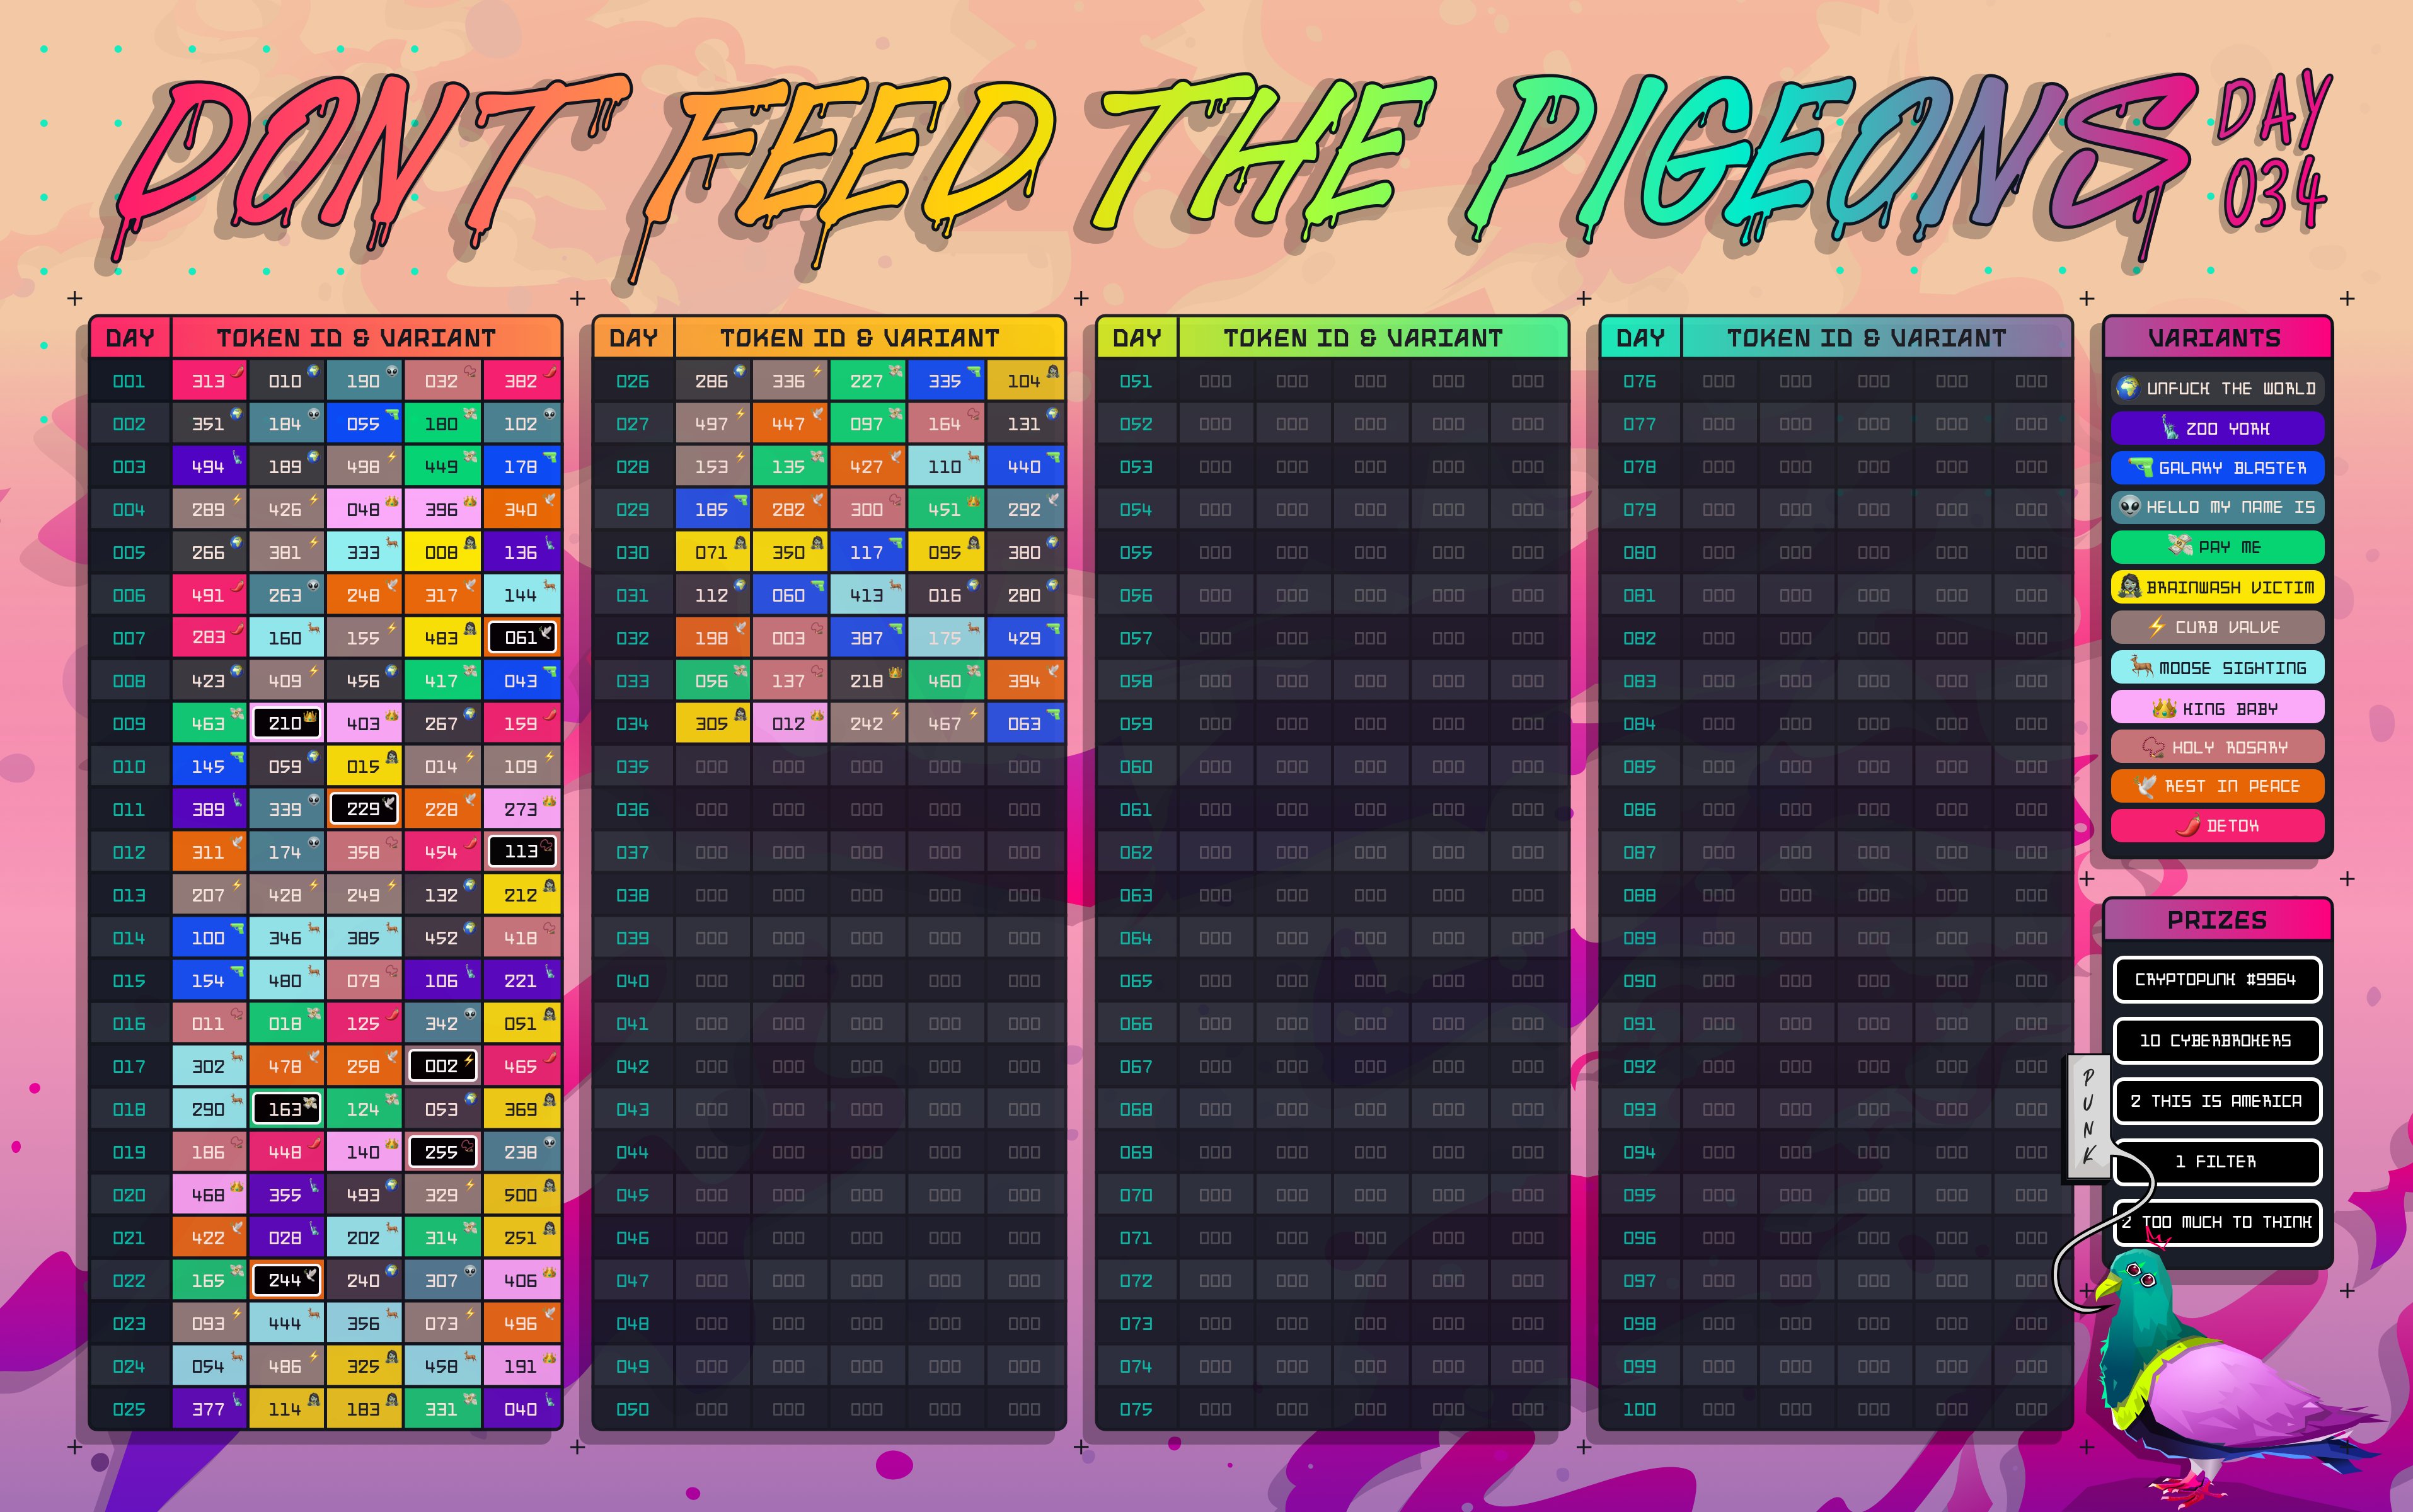 DONT FEED THE PIGEONS
DAY
034
DAY TOKEN ID & VARIANT
001 313 010 190 032 382
002 351 184 055 180 102
003 494 189 498 449 178
004 289 426 048 396 340
005 266 381 333 008 136
006 491 263 248 317 144
007 283 160 155 483 061
008 423 409 456 417 043
009 463 210 403 267 159
010 145 059 015 014 109
011 389 339 229 228 273
012 311 174 358 454 113
013 207 428 249 132 212
014 100 346 385 452 418
015 154 480 079 106 221
016 011 018 125 342 051
017 302 478 258 002 465
018 290 163 124 053 369
019 186 448 140 255 238
020 468 355 493 329 500
021 422 028 202 314 251
022 165 244 240 307 406
023 093 444 356 073 496
024 054 486 325 458 191
025 377 114 183 331 040
DAY TOKEN ID & VARIANT
026 286 336 227 335 104
027 497 447 097 164 131
028 153 135 427 110 440
029 185 282 300 451 292
030 071 350 117 095 380
031 112 060 413 016 280
032 198 003 387 175 429
033 056 137 218 460 394
034 305 012 242 467 063
035 000 000 000 000 000
036 000 000 000 000 000
037 000 000 000 000 000
038 000 000 000 000 000
039 000 000 000 000 000
040 000 000 000 000 000
041 000 000 000 000 000
042 000 000 000 000 000
043 000 000 000 000 000
044 000 000 000 000 000
045 000 000 000 000 000
046 000 000 000 000 000
047 000 000 000 000 000
048 000 000 000 000 000
049 000 000 000 000 000
050 000 000 000 000 000
DAY TOKEN ID & VARIANT
051 000 000 000 000 000
052 000 000 000 000 000
053 000 000 000 000 000
054 000 000 000 000 000
055 000 000 000 000 000
056 000 000 000 000 000
057 000 000 000 000 000
058 000 000 000 000 000
059 000 000 000 000 000
060 000 000 000 000 000
061 000 000 000 000 000
062 000 000 000 000 000
063 000 000 000 000 000
064 000 000 000 000 000
065 000 000 000 000 000
066 000 000 000 000 000
067 000 000 000 000 000
068 000 000 000 000 000
069 000 000 000 000 000
070 000 000 000 000 000
071 000 000 000 000 000
072 000 000 000 000 000
073 000 000 000 000 000
074 000 000 000 000 000
075 000 000 000 000 000
DAY TOKEN ID & VARIANT
076 000 000 000 000 000
077 000 000 000 000 000
078 000 000 000 000 000
079 000 000 000 000 000
080 000 000 000 000 000
081 000 000 000 000 000
082 000 000 000 000 000
083 000 000 000 000 000
084 000 000 000 000 000
085 000 000 000 000 000
086 000 000 000 000 000
087 000 000 000 000 000
088 000 000 000 000 000
089 000 000 000 000 000
090 000 000 000 000 000
091 000 000 000 000 000
092 000 000 000 000 000
093 000 000 000 000 000
094 000 000 000 000 000
095 000 000 000 000 000
096 000 000 000 000 000
097 000 000 000 000 000
098 000 000 000 000 000
099 000 000 000 000 000
100 000 000 000 000 000
VARIANTS
UNFUCK THE WORLD
ZOO YORK
GALAXY BLASTER
HELLO MY NAME IS
PAY ME
BRAINWASH VICTIM
CURB VALVE
MOOSE SIGHTING
KING BABY
HOLY ROSARY
REST IN PEACE
DETOX
PRIZES
CRYPTOPUNK #9964
10 CYBERBROKERS
2 THIS IS AMERICA
1 FILTER
2 TOO MUCH TO THINK
PUNK